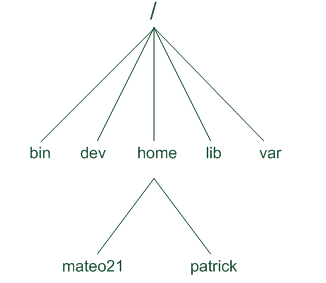 /
bin dev home lib var
mateo21 patrick